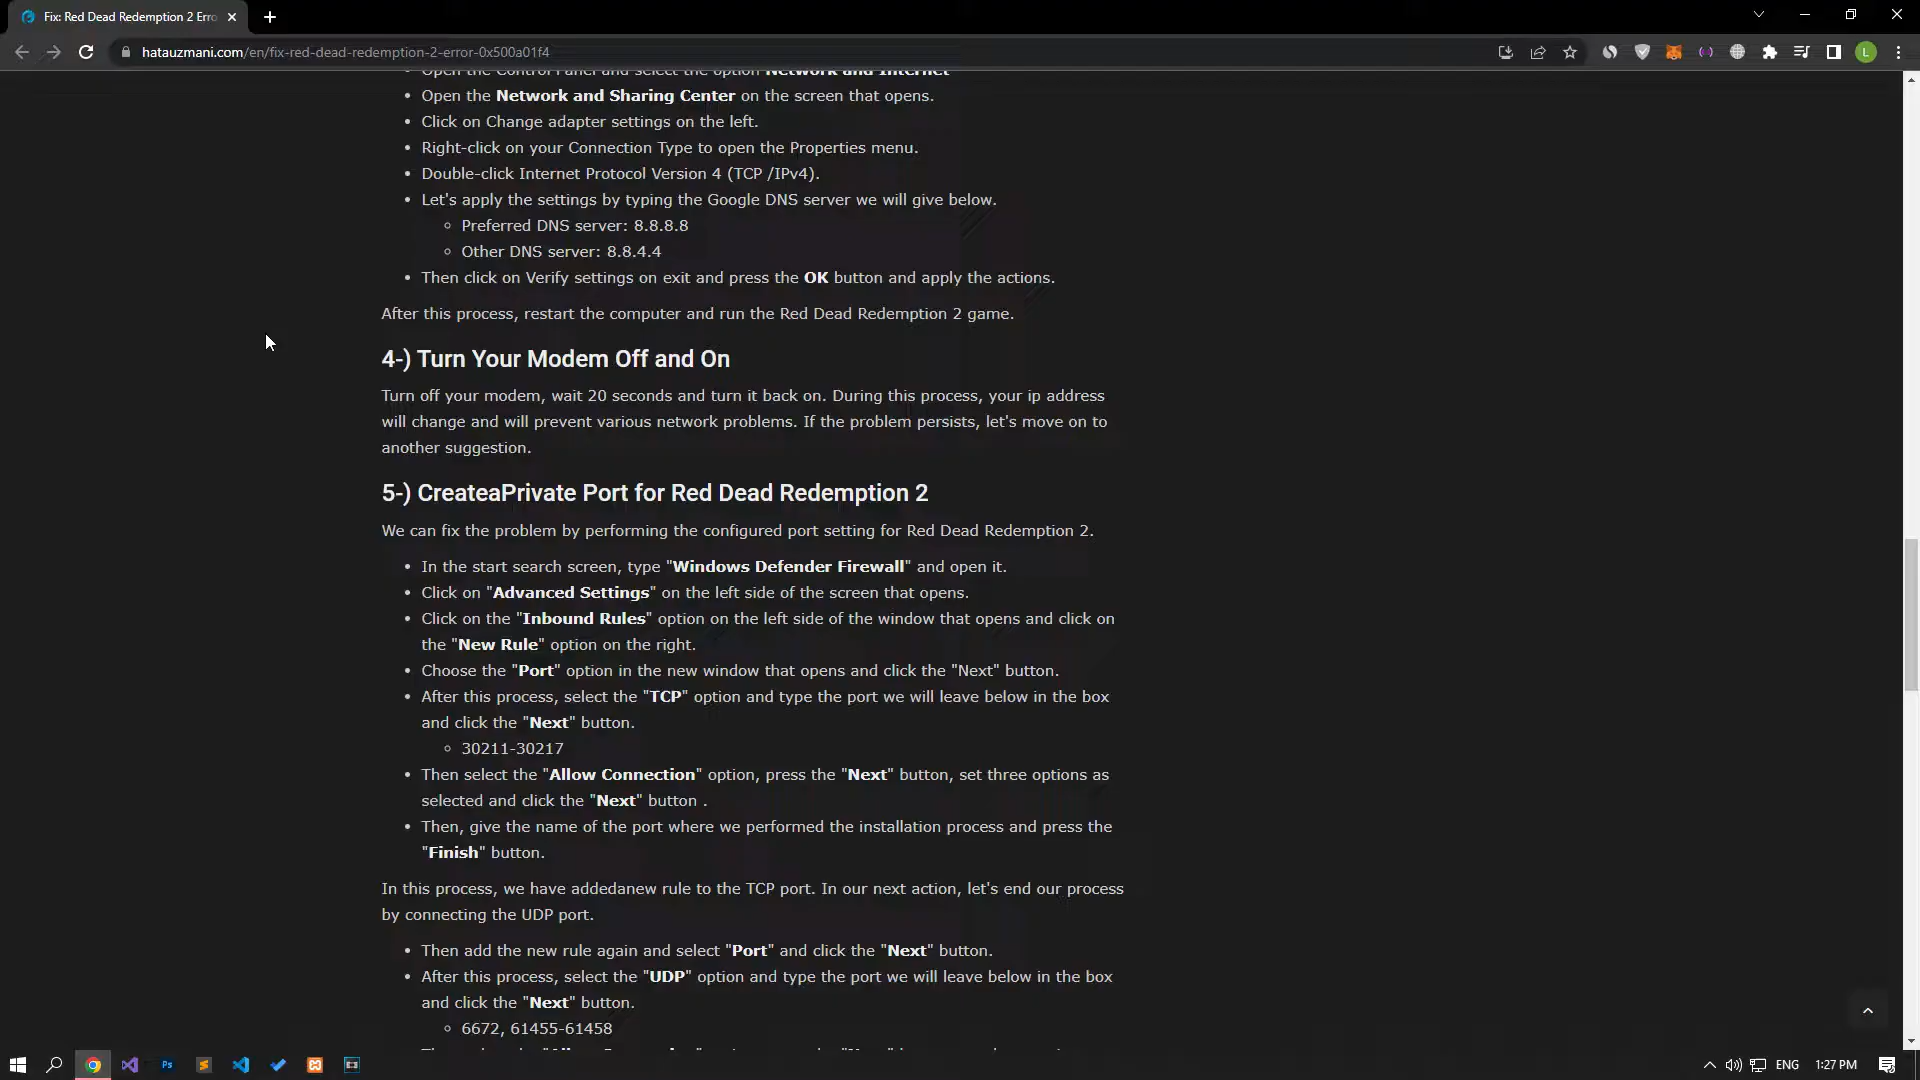 Fix: Red Dead Redemption 2 Erro
hatauzmani.com/en/fix-red-dead-redemption-2-error-0x500a01f4
L
Open the Control Panel and select the option Network and Internet
• Open the Network and Sharing Center on the screen that opens.
• Click on Change adapter settings on the left.
• Right-click on your Connection Type to open the Properties menu.
• Double-click Internet Protocol Version 4 (TCP /IPv4).
• Let's apply the settings by typing the Google DNS server we will give below.
◦ Preferred DNS server: 8.8.8.8
◦ Other DNS server: 8.8.4.4
• Then click on Verify settings on exit and press the OK button and apply the actions.
After this process, restart the computer and run the Red Dead Redemption 2 game.
4-) Turn Your Modem Off and On
Turn off your modem, wait 20 seconds and turn it back on. During this process, your ip address
will change and will prevent various network problems. If the problem persists, let's move on to
another suggestion.
5-) CreateaPrivate Port for Red Dead Redemption 2
We can fix the problem by performing the configured port setting for Red Dead Redemption 2.
• In the start search screen, type "Windows Defender Firewall" and open it.
• Click on "Advanced Settings" on the left side of the screen that opens.
• Click on the "Inbound Rules" option on the left side of the window that opens and click on
the "New Rule" option on the right.
• Choose the "Port" option in the new window that opens and click the "Next" button.
• After this process, select the "TCP" option and type the port we will leave below in the box
and click the "Next" button.
◦ 30211-30217
• Then select the "Allow Connection" option, press the "Next" button, set three options as
selected and click the "Next" button .
• Then, give the name of the port where we performed the installation process and press the
"Finish" button.
In this process, we have addedanew rule to the TCP port. In our next action, let's end our process
by connecting the UDP port.
• Then add the new rule again and select "Port" and click the "Next" button.
• After this process, select the "UDP" option and type the port we will leave below in the box
and click the "Next" button.
◦ 6672, 61455-61458
Ps
ENG
1:27 PM